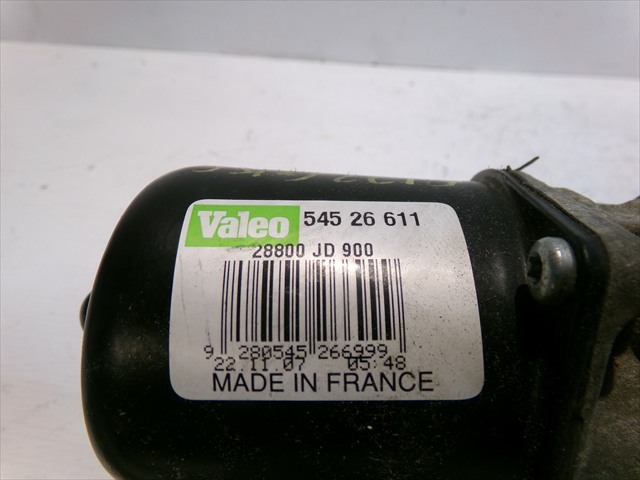 Valeo 545 26 611
28800 JD 900
9 280545 266999
22.11.07 05:48
MADE IN FRANCE